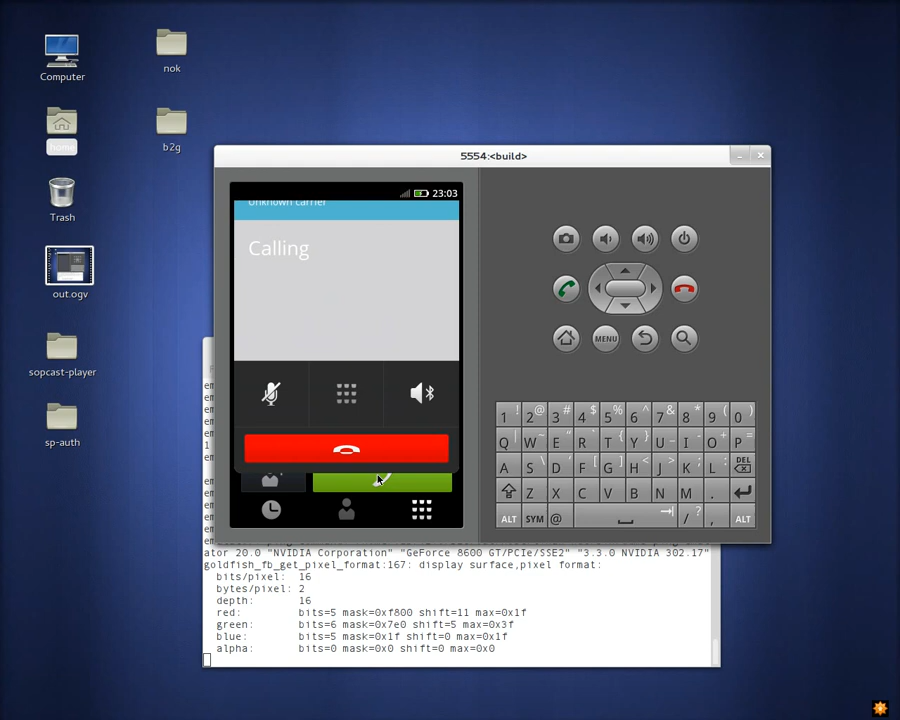 Computer
nok
home
b2g
Trash
out.ogv
sopcast-player
sp-auth
5554:<build>
23:03
Unknown carrier
Calling
MENU
1 ! 2 @ 3 # 4 $ 5 % 6 ^ 7 & 8 * 9 ( 0 )
Q W ~ E " R ` T { Y } U - I O + P =
A S \ D F [ G ] H < J > K ; L : DEL
Z X C V B N M .
ALT SYM @ / ? , ALT
ator 20.0 "NVIDIA Corporation" "GeForce 8600 GT/PCIe/SSE2" "3.3.0 NVIDIA 302.17"
goldfish_fb_get_pixel_format:167: display surface,pixel format:
bits/pixel: 16
bytes/pixel: 2
depth: 16
red: bits=5 mask=0xf800 shift=11 max=0x1f
green: bits=6 mask=0x7e0 shift=5 max=0x3f
blue: bits=5 mask=0x1f shift=0 max=0x1f
alpha: bits=0 mask=0x0 shift=0 max=0x0